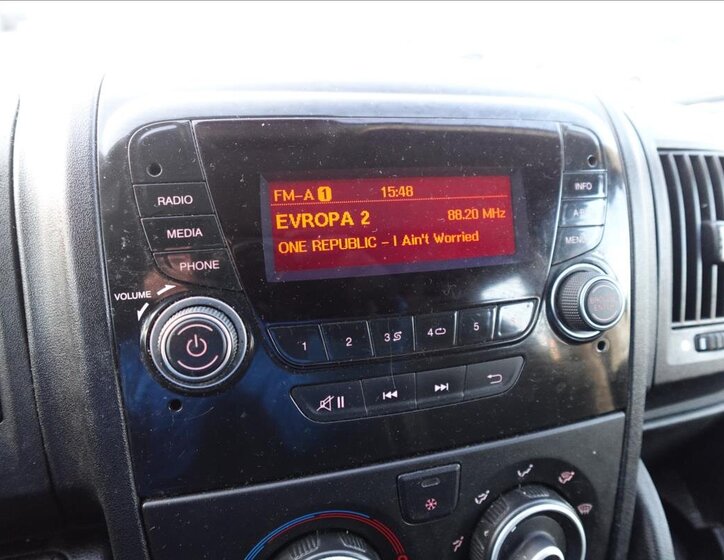 FM-A 1 15:48
EVROPA 2 88.20 MHz
ONE REPUBLIC - I Ain't Worried
RADIO
MEDIA
PHONE
VOLUME
INFO
MENU
1 2 3 4 5